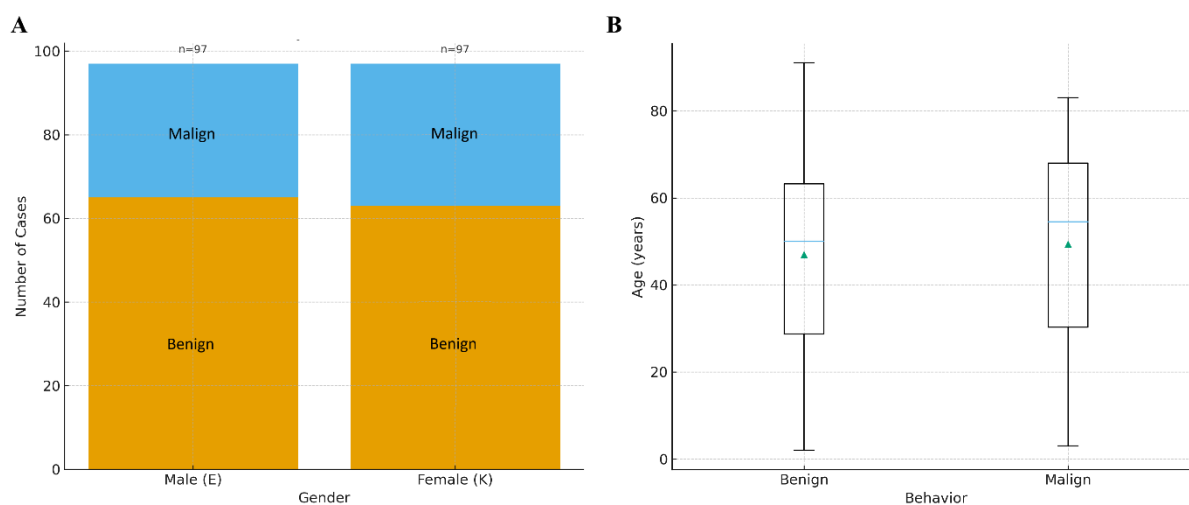 A
Number of Cases
100
80
60
40
20
0
n=97
n=97
Malign
Malign
Benign
Benign
Male (E)
Female (K)
Gender
B
Age (years)
80
60
40
20
0
Benign
Malign
Behavior